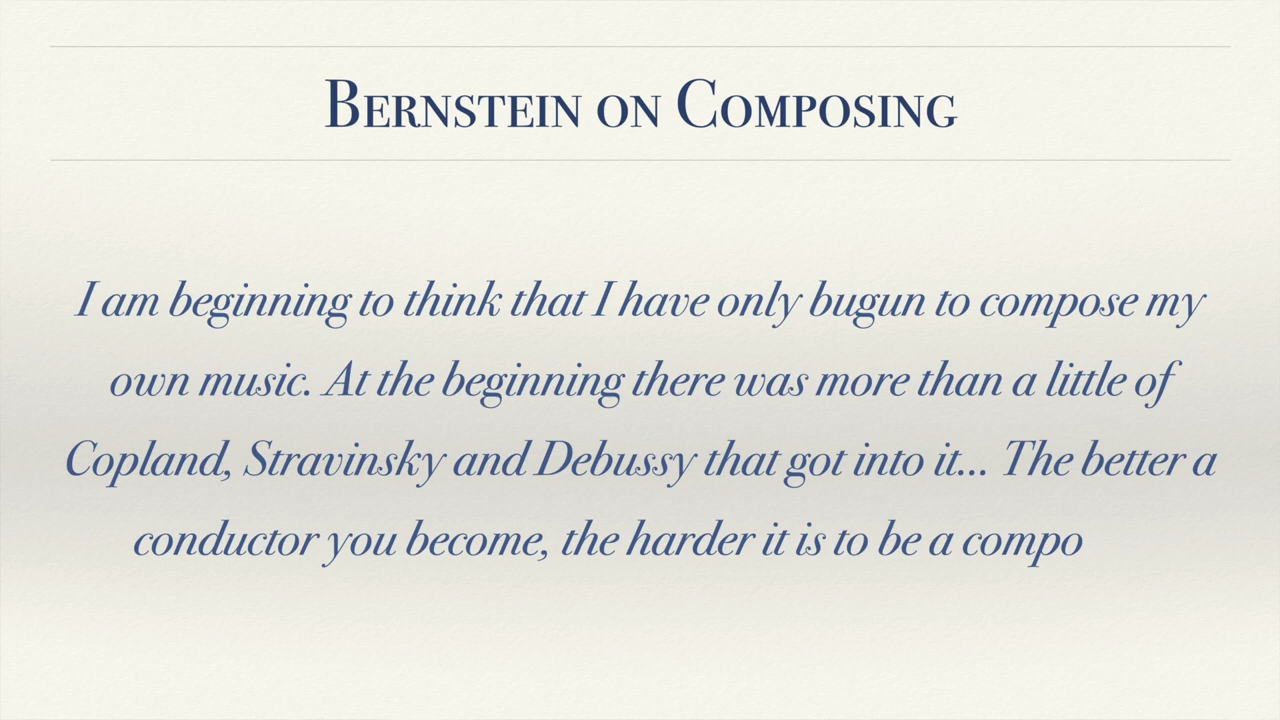 Bernstein on Composing
I am beginning to think that I have only bugun to compose my
own music. At the beginning there was more than a little of
Copland, Stravinsky and Debussy that got into it... The better a
conductor you become, the harder it is to be a compo